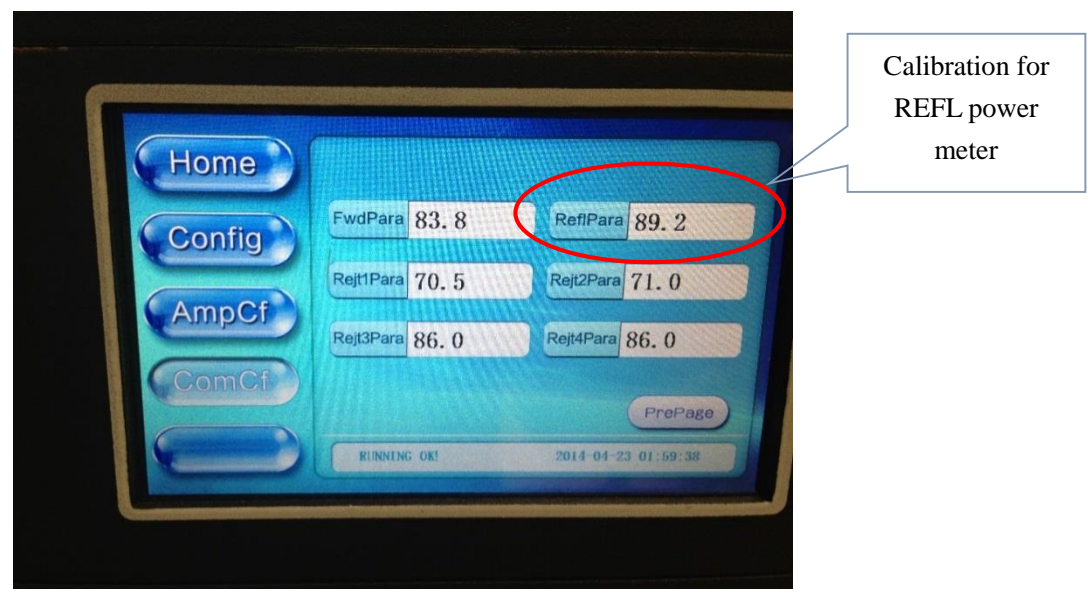 Home
Config
AmpCf
ComCf
FwdPara 83.8
ReflPara 89.2
Rejt1Para 70.5
Rejt2Para 71.0
Rejt3Para 86.0
Rejt4Para 86.0
PrePage
RUNNING OK! 2014-04-23 01:59:38
Calibration for
REFL power
meter